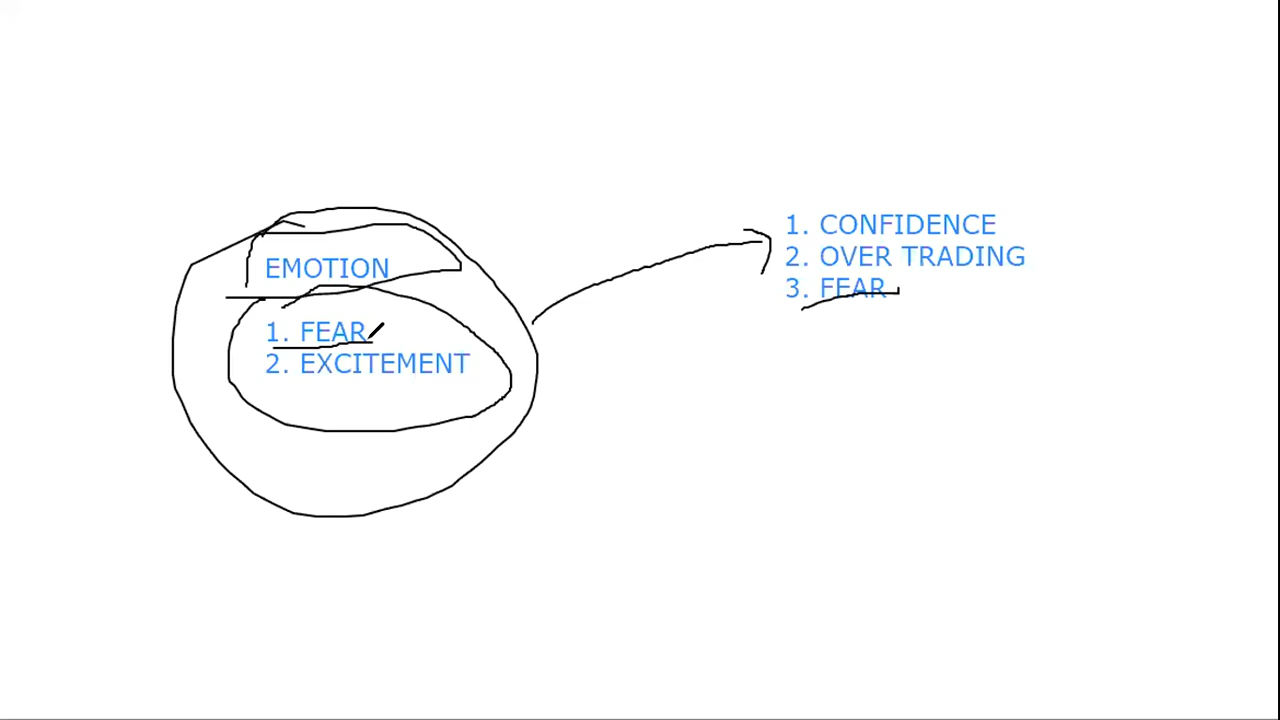 EMOTION
1. FEAR
2. EXCITEMENT
1. CONFIDENCE
2. OVER TRADING
3. FEAR